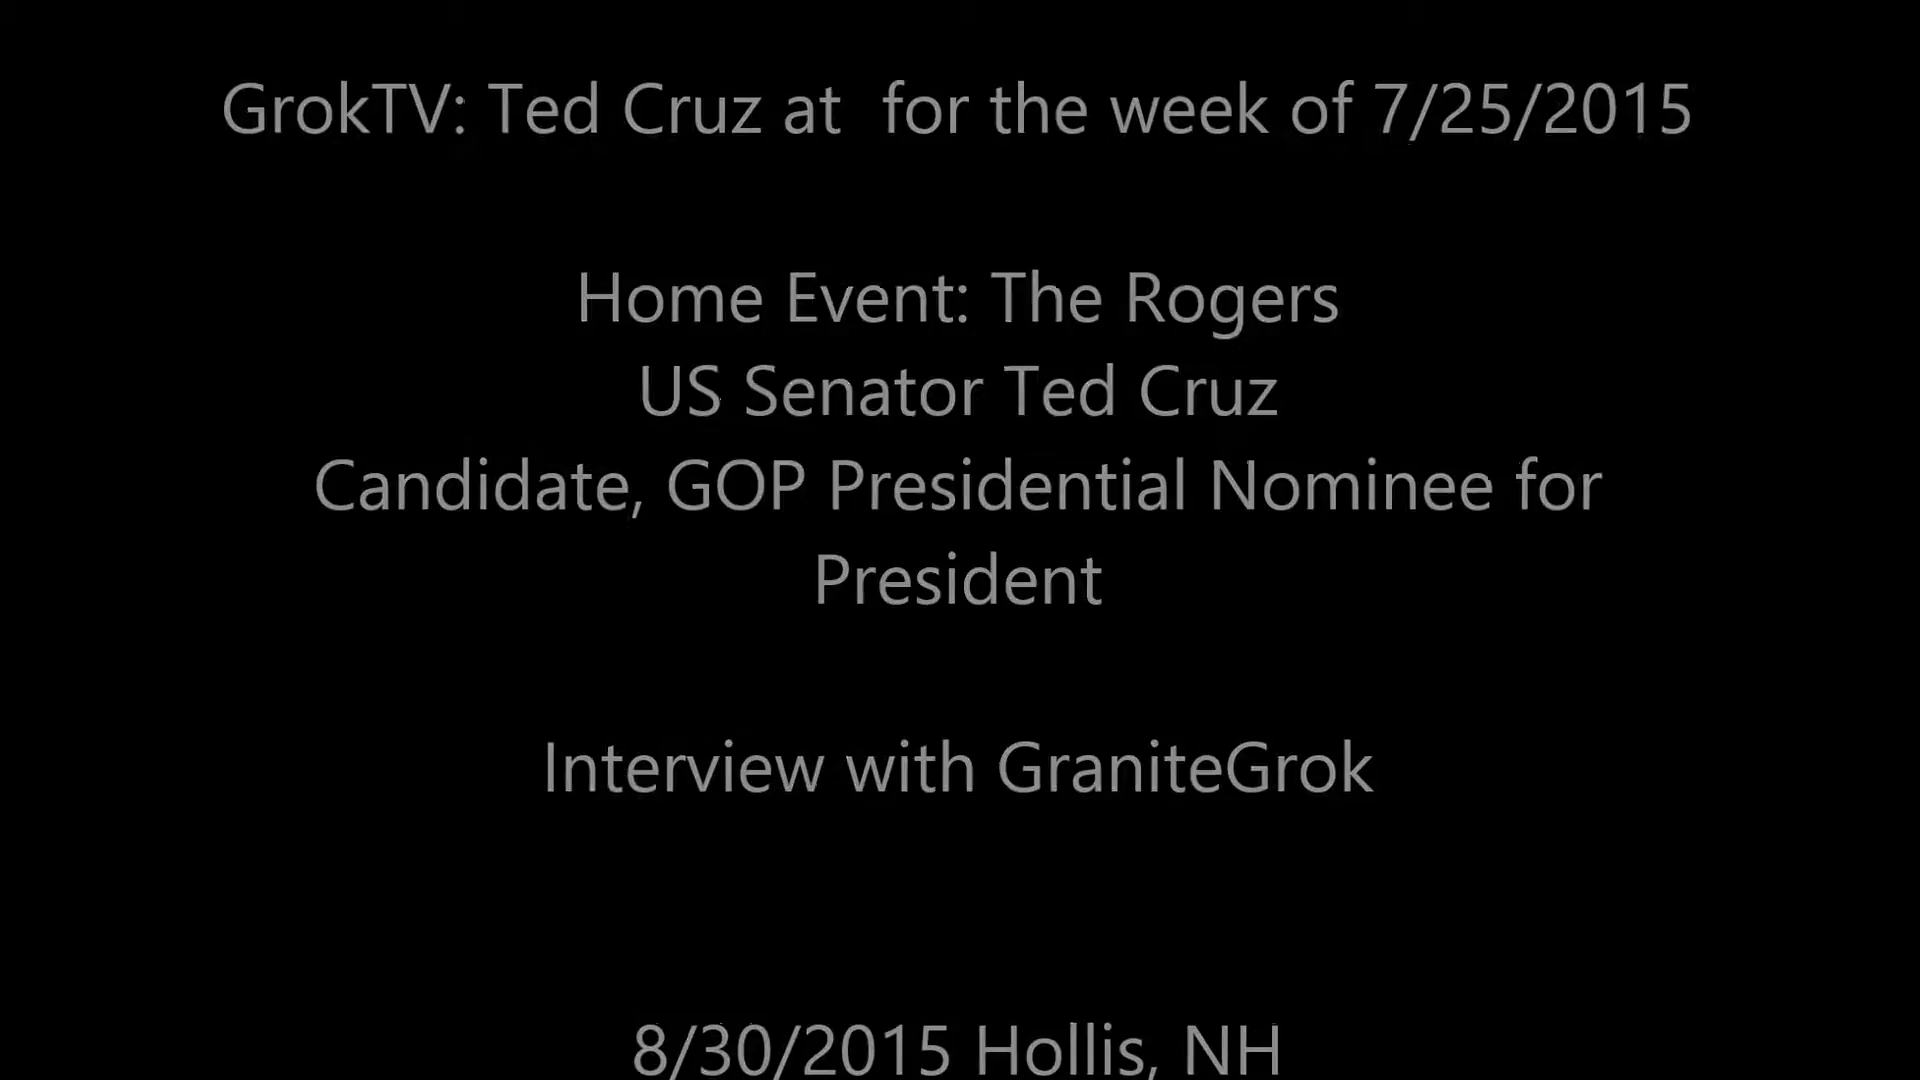 GrokTV: Ted Cruz at  for the week of 7/25/2015
Home Event: The Rogers
US Senator Ted Cruz
Candidate, GOP Presidential Nominee for
President
Interview with GraniteGrok
8/30/2015 Hollis, NH